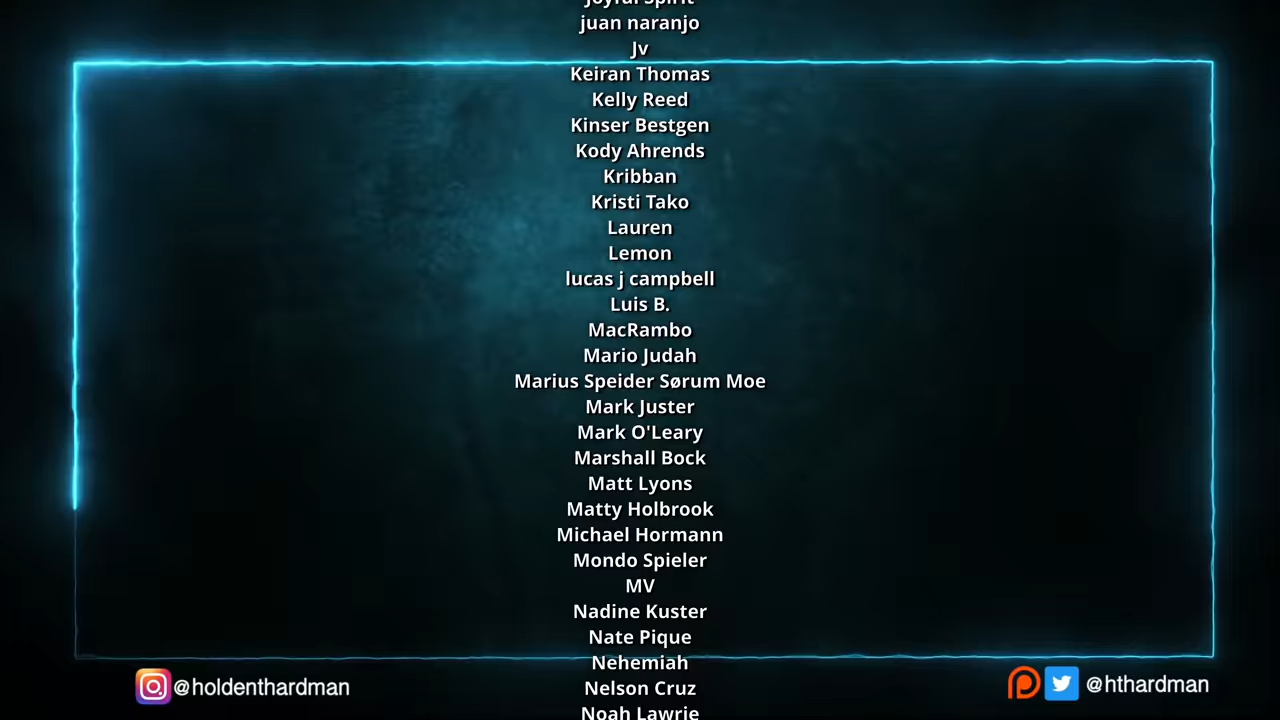 Joyful Spirit
juan naranjo
Jv
Keiran Thomas
Kelly Reed
Kinser Bestgen
Kody Ahrends
Kribban
Kristi Tako
Lauren
Lemon
lucas j campbell
Luis B.
MacRambo
Mario Judah
Marius Speider Sørum Moe
Mark Juster
Mark O'Leary
Marshall Bock
Matt Lyons
Matty Holbrook
Michael Hormann
Mondo Spieler
MV
Nadine Kuster
Nate Pique
Nehemiah
Nelson Cruz
Noah Lawrie
@holdenthardman
@hthardman